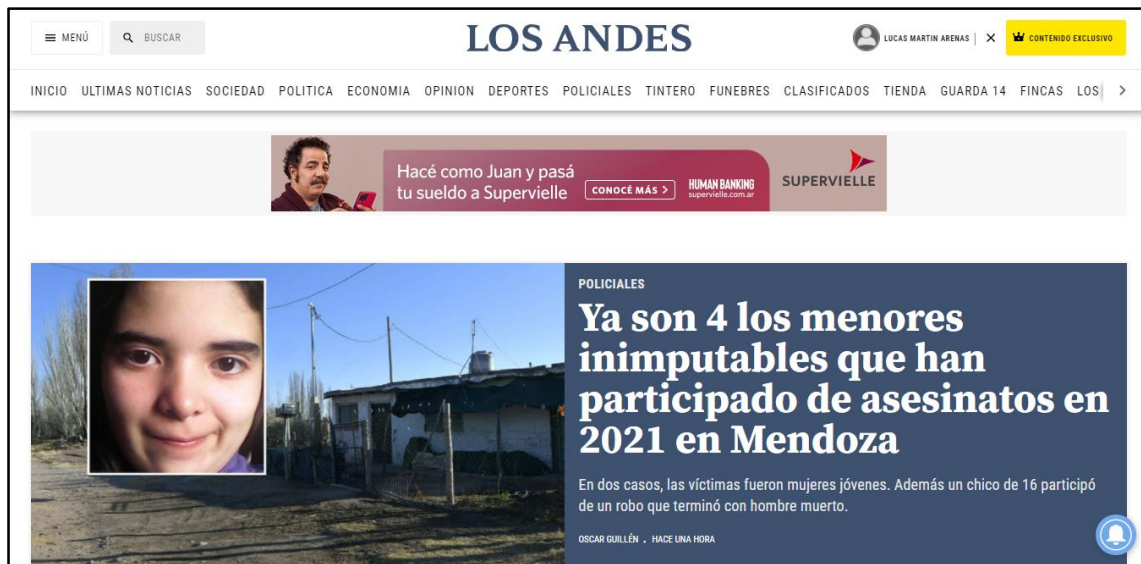 MENÚ
BUSCAR
LOS ANDES
LUCAS MARTIN ARENAS
CONTENIDO EXCLUSIVO
INICIO ULTIMAS NOTICIAS SOCIEDAD POLITICA ECONOMIA OPINION DEPORTES POLICIALES TINTERO FUNEBRES CLASIFICADOS TIENDA GUARDA 14 FINCAS LOS
Hacé como Juan y pasá
tu sueldo a Supervielle
CONOCÉ MÁS >
HUMAN BANKING
supervielle.com.ar
SUPERVIELLE
POLICIALES
Ya son 4 los menores
inimputables que han
participado de asesinatos en
2021 en Mendoza
En dos casos, las víctimas fueron mujeres jóvenes. Además un chico de 16 participó
de un robo que terminó con hombre muerto.
OSCAR GUILLÉN . HACE UNA HORA